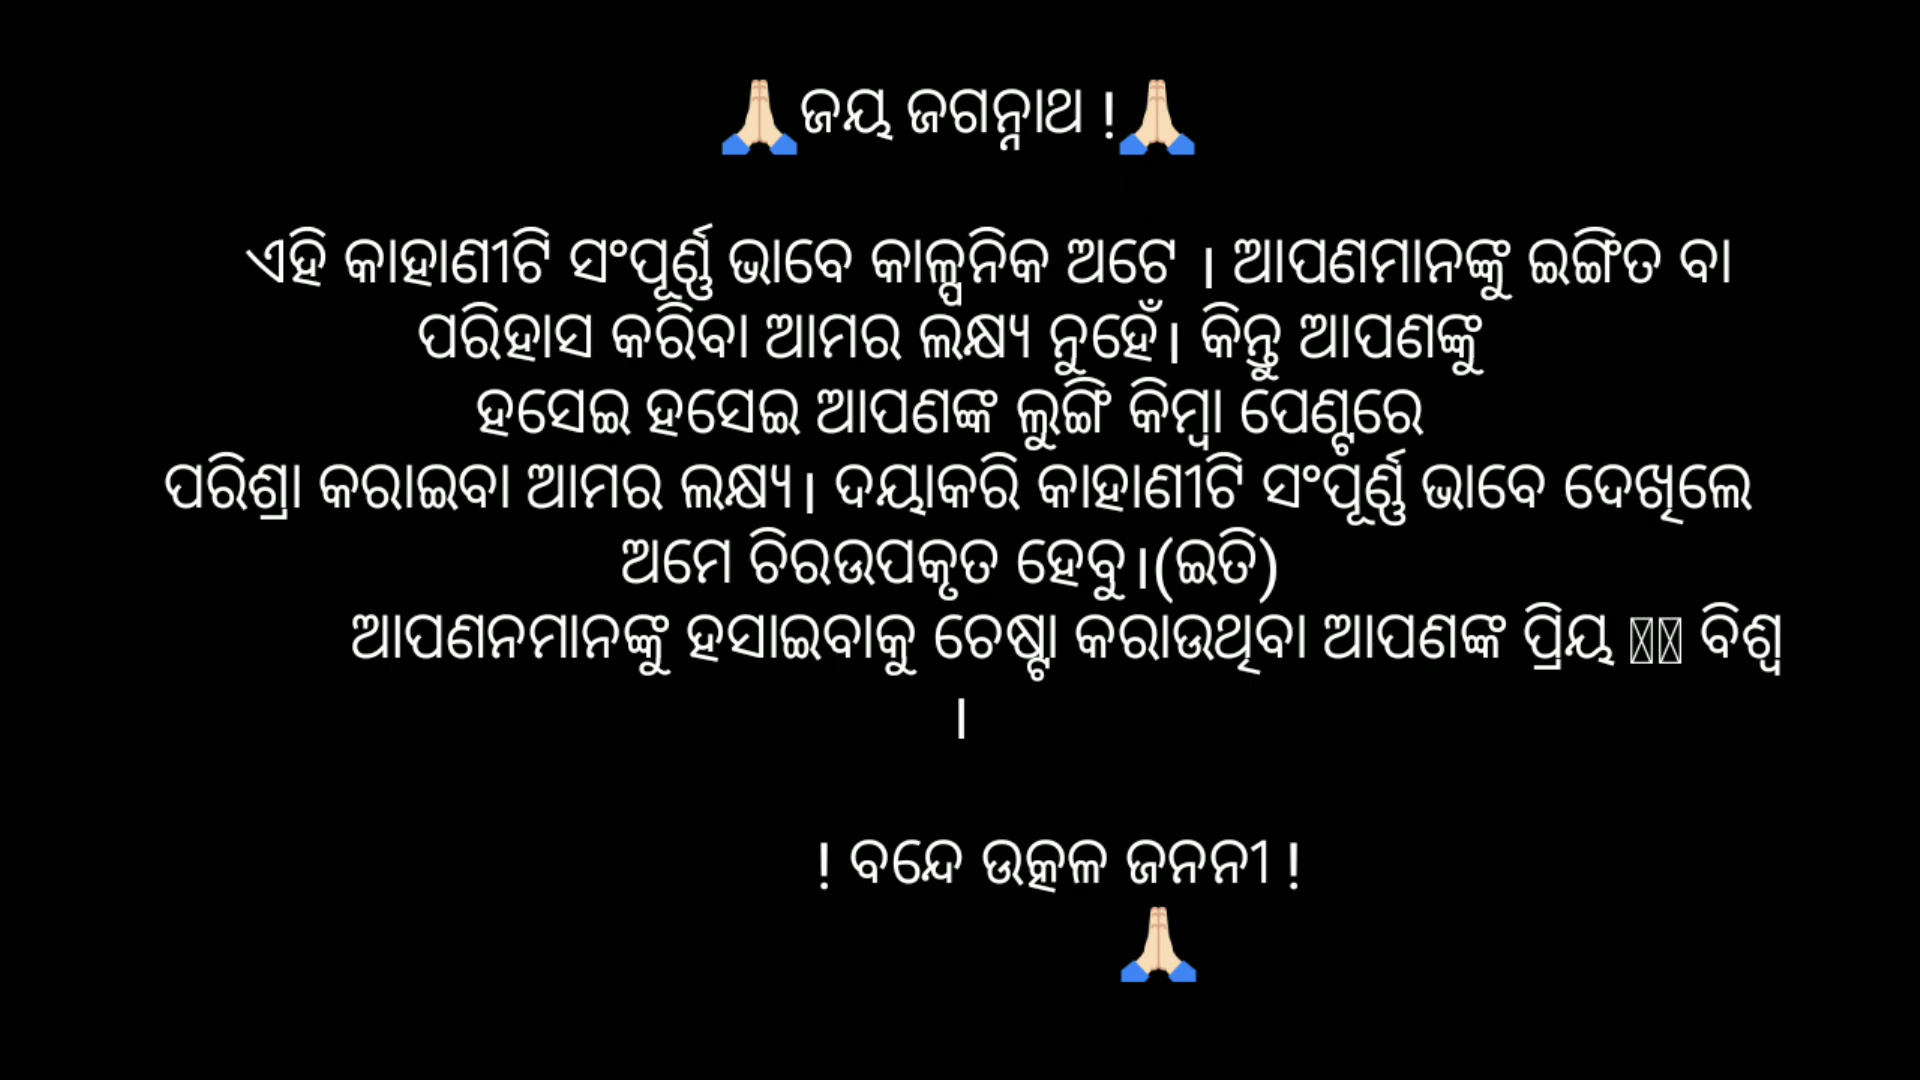 🙏🏻ଜୟ ଜଗନ୍ନାଥ !🙏🏻
ଏହି କାହାଣୀଟି ସଂପୂର୍ଣ୍ଣ ଭାବେ କାଳ୍ପନିକ ଅଟେ । ଆପଣମାନଙ୍କୁ ଇଙ୍ଗିତ ବା
ପରିହାସ କରିବା ଆମର ଲକ୍ଷ୍ୟ ନୁହେଁ। କିନ୍ତୁ ଆପଣଙ୍କୁ
ହସେଇ ହସେଇ ଆପଣଙ୍କ ଲୁଙ୍ଗି କିମ୍ବା ପେଣ୍ଟରେ
ପରିଶ୍ରା କରାଇବା ଆମର ଲକ୍ଷ୍ୟ। ଦୟାକରି କାହାଣୀଟି ସଂପୂର୍ଣ୍ଣ ଭାବେ ଦେଖିଲେ
ଅମେ ଚିରଉପକୃତ ହେବୁ।(ଇତି)
ଆପଣନମାନଙ୍କୁ ହସାଇବାକୁ ଚେଷ୍ଟା କରାଉଥିବା ଆପଣଙ୍କ ପ୍ରିୟ ବିଶ୍ୱ
।
! ବନ୍ଦେ ଉତ୍କଳ ଜନନୀ !
🙏🏻